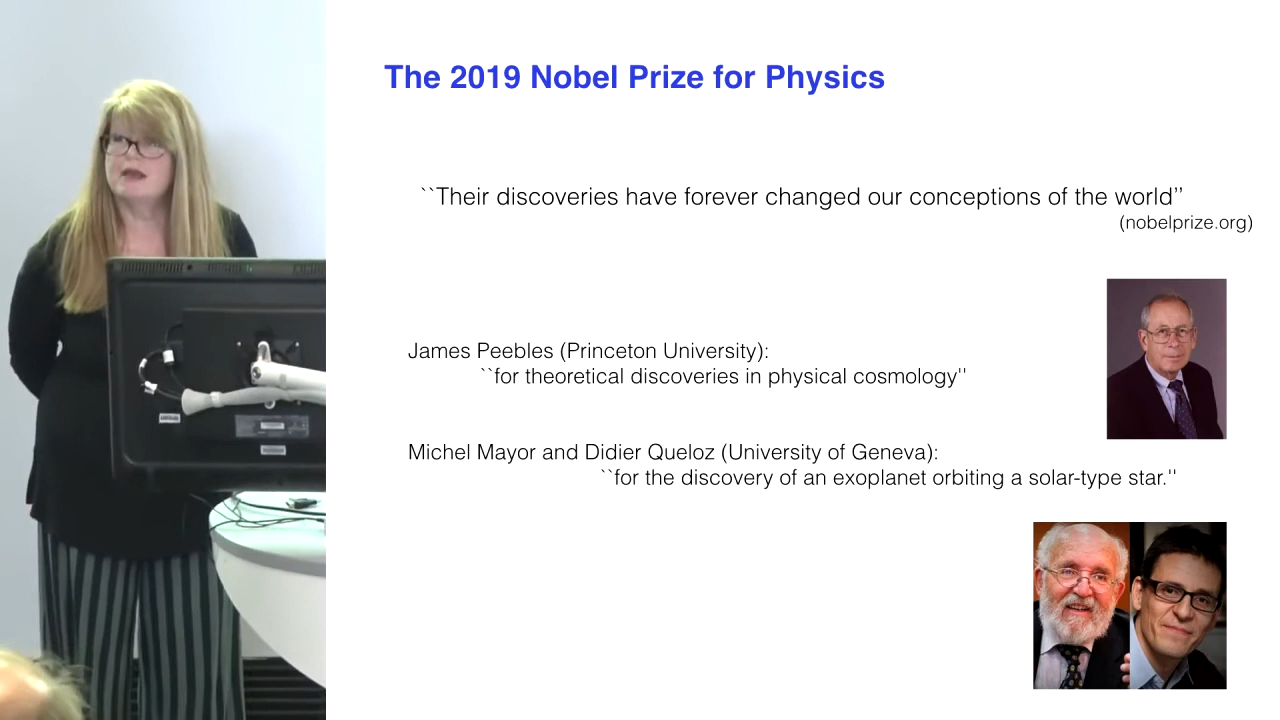 The 2019 Nobel Prize for Physics
``Their discoveries have forever changed our conceptions of the world’’
(nobelprize.org)
James Peebles (Princeton University):
``for theoretical discoveries in physical cosmology''
Michel Mayor and Didier Queloz (University of Geneva):
``for the discovery of an exoplanet orbiting a solar-type star.''